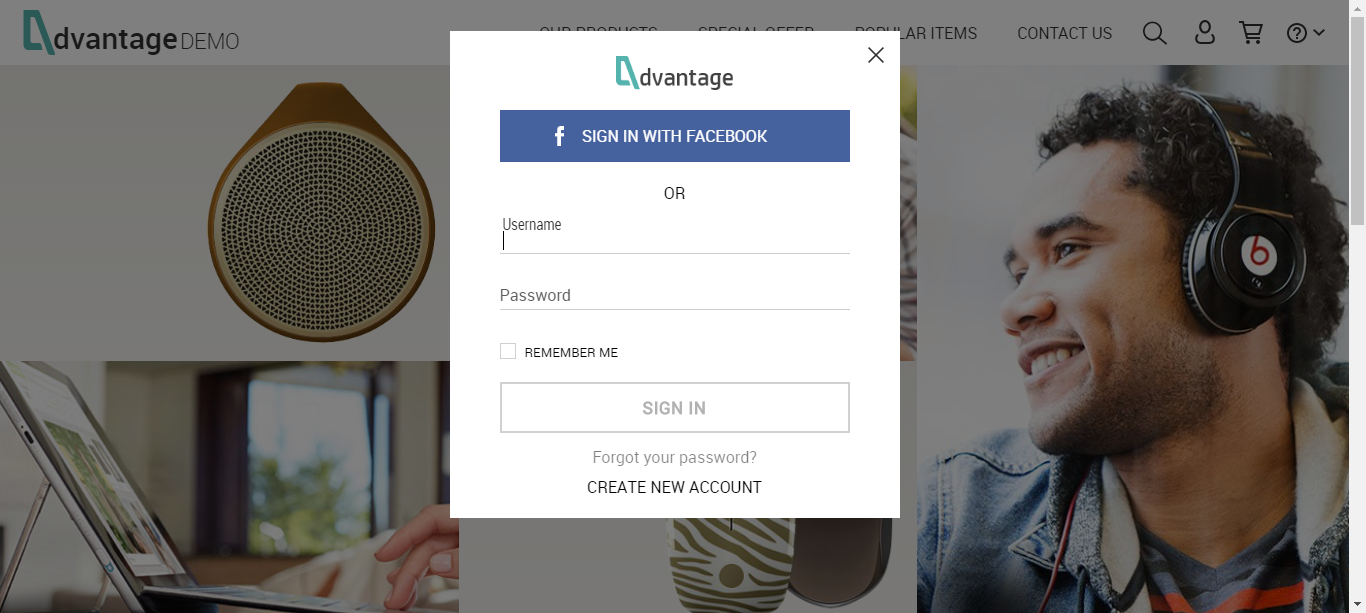 dvantage DEMO
OUR PRODUCTS SPECIAL OFFER POPULAR ITEMS CONTACT US
dvantage
f SIGN IN WITH FACEBOOK
OR
Username
Password
REMEMBER ME
SIGN IN
Forgot your password?
CREATE NEW ACCOUNT
b